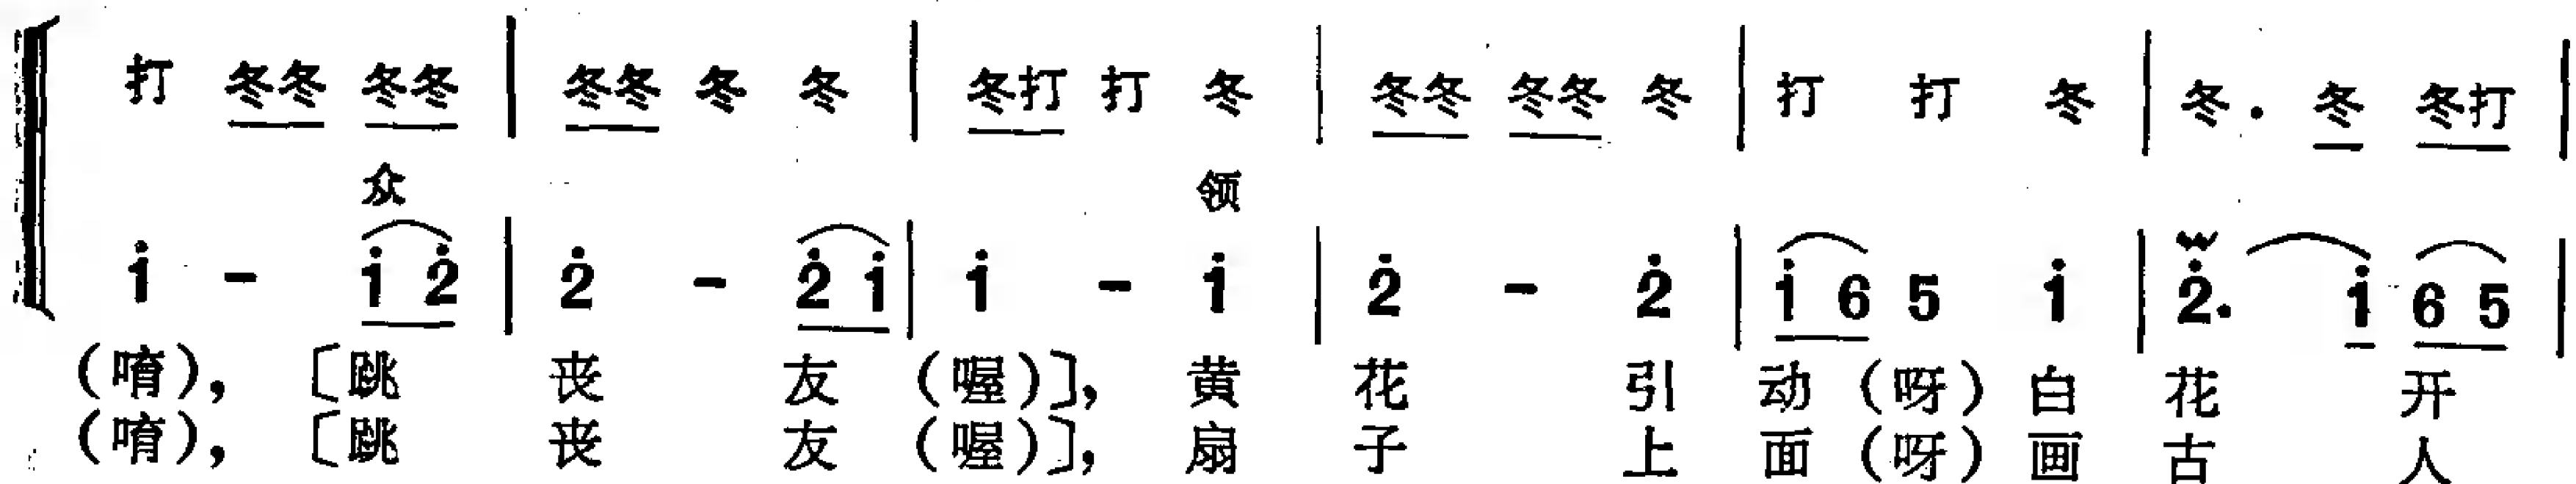 打 冬冬 冬冬 | 冬冬 冬 冬 | 冬打 打 冬 | 冬冬 冬冬 冬 | 打 打 冬 | 冬. 冬 冬打 |
众 领
i̇ - i̇ 2̇ | 2̇ - 2̇ i̇ | i̇ - i̇ | 2̇ - 2̇ | i̇ 6 5 i̇ | 2̇. i̇ 6 5 |
(唷), 〔跳 丧 友 (喔)〕, 黄 花 引 动 (呀) 白 花 开
(唷), 〔跳 丧 友 (喔)〕, 扇 子 上 面 (呀) 画 古 人